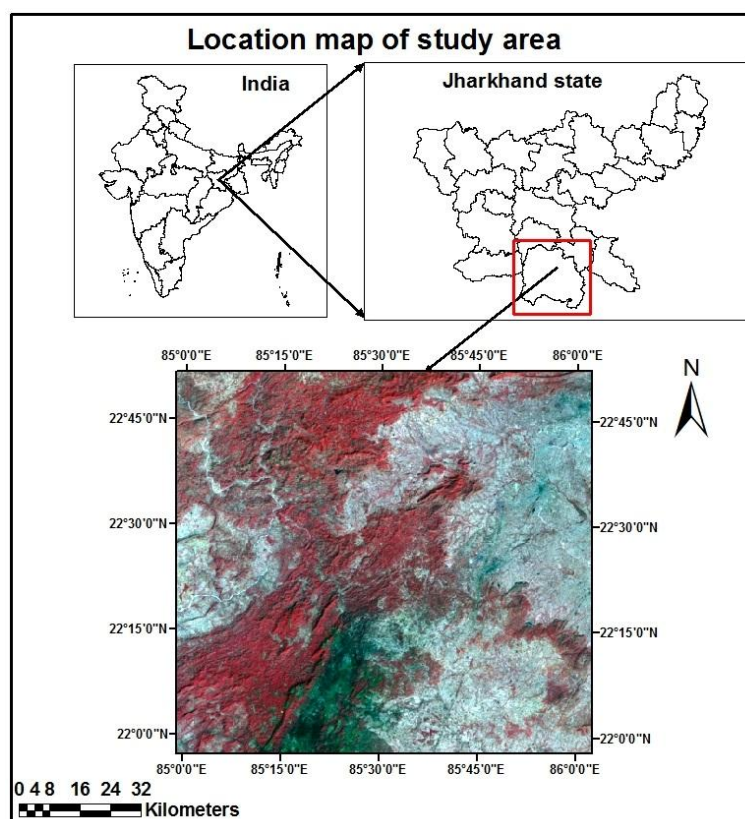 Location map of study area
India
Jharkhand state
85°0'0"E 85°15'0"E 85°30'0"E 85°45'0"E 86°0'0"E
N
22°45'0"N 22°45'0"N
22°30'0"N 22°30'0"N
22°15'0"N 22°15'0"N
22°0'0"N 22°0'0"N
85°0'0"E 85°15'0"E 85°30'0"E 85°45'0"E 86°0'0"E
0 4 8 16 24 32
Kilometers